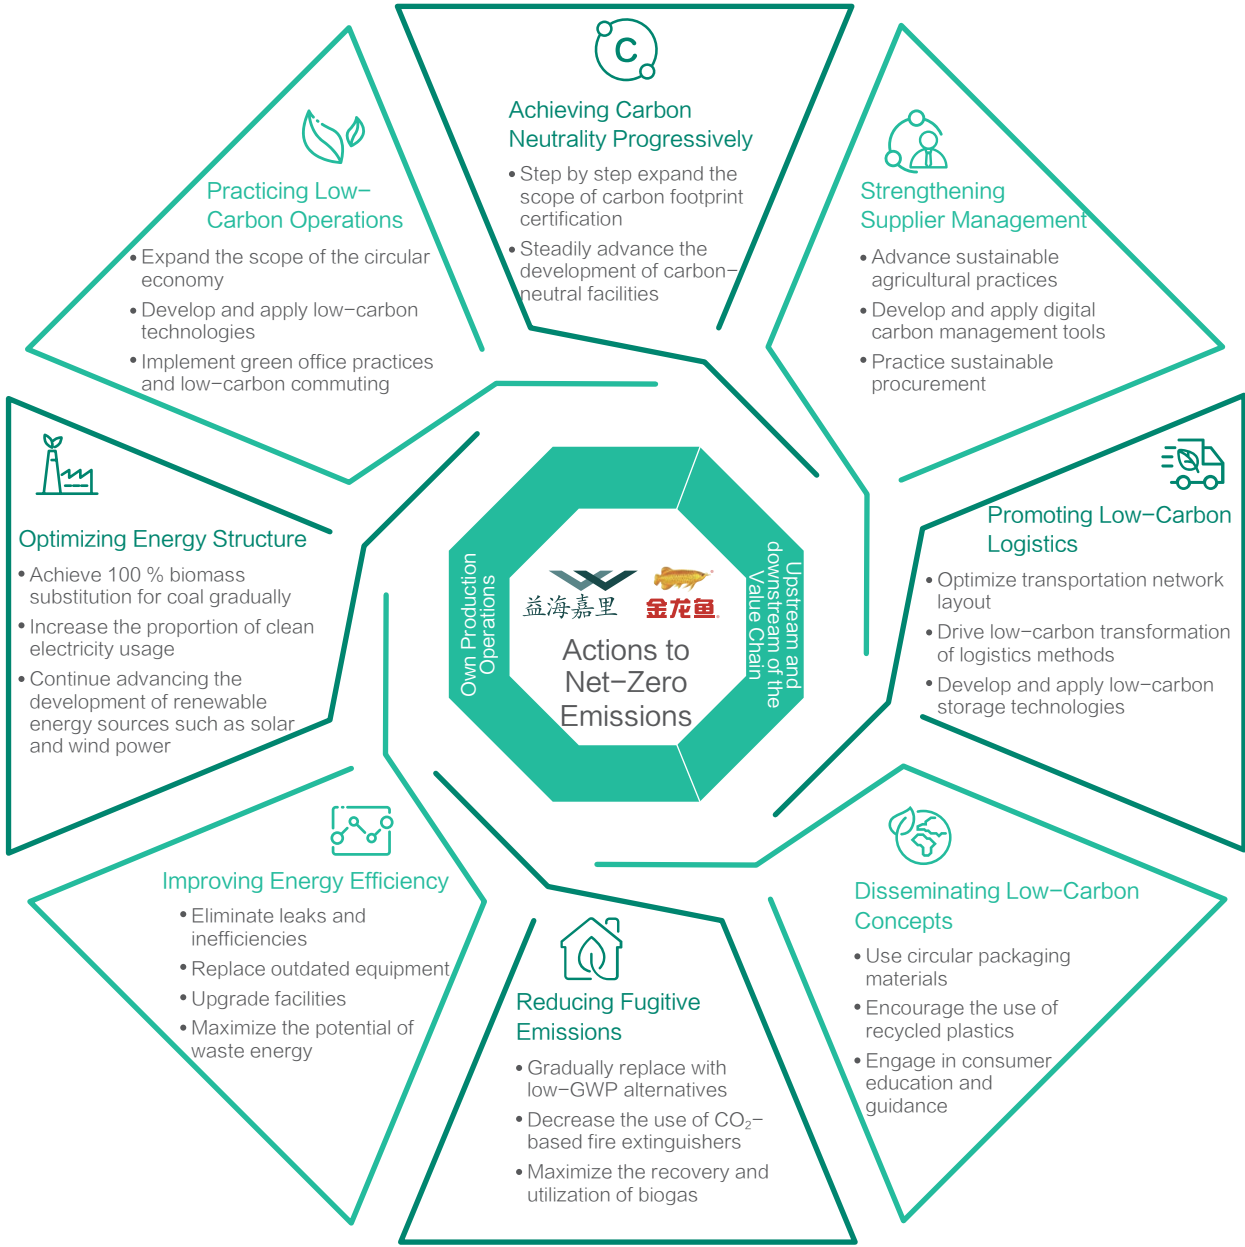 C
Achieving Carbon
Neutrality Progressively
• Step by step expand the
scope of carbon footprint
certification
• Steadily advance the
development of carbon–
neutral facilities
Strengthening
Supplier Management
• Advance sustainable
agricultural practices
• Develop and apply digital
carbon management tools
• Practice sustainable
procurement
Promoting Low–Carbon
Logistics
• Optimize transportation network
layout
• Drive low–carbon transformation
of logistics methods
• Develop and apply low–carbon
storage technologies
Disseminating Low–Carbon
Concepts
• Use circular packaging
materials
• Encourage the use of
recycled plastics
• Engage in consumer
education and
guidance
Reducing Fugitive
Emissions
• Gradually replace with
low–GWP alternatives
• Decrease the use of CO₂–
based fire extinguishers
• Maximize the recovery and
utilization of biogas
Improving Energy Efficiency
• Eliminate leaks and
inefficiencies
• Replace outdated equipment
• Upgrade facilities
• Maximize the potential of
waste energy
Optimizing Energy Structure
• Achieve 100 % biomass
substitution for coal gradually
• Increase the proportion of clean
electricity usage
• Continue advancing the
development of renewable
energy sources such as solar
and wind power
Practicing Low–
Carbon Operations
• Expand the scope of the circular
economy
• Develop and apply low–carbon
technologies
• Implement green office practices
and low–carbon commuting
Own Production
Operations
益海嘉里
金龙鱼
Actions to
Net–Zero
Emissions
Upstream and
downstream of the
Value Chain